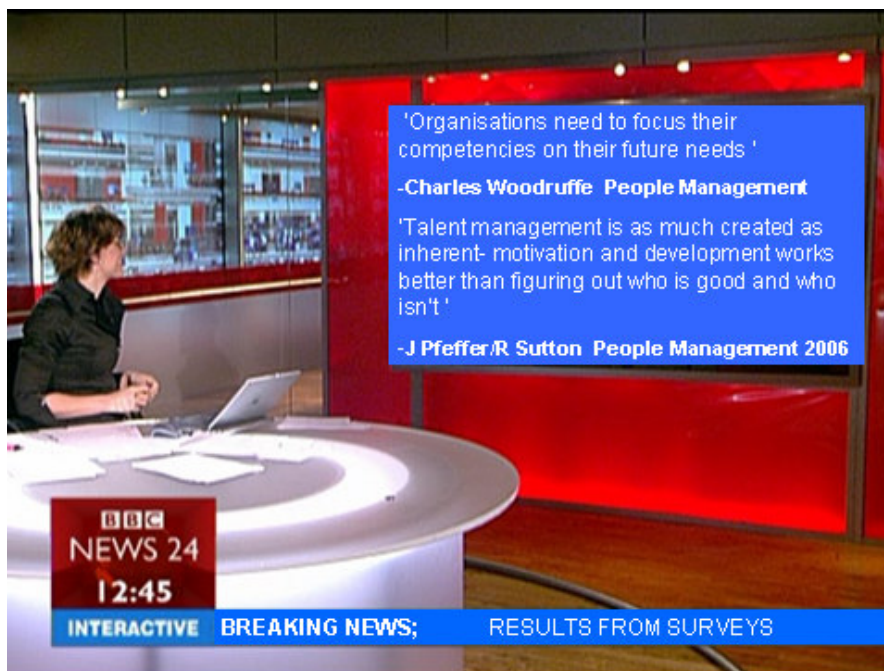 'Organisations need to focus their
competencies on their future needs '
-Charles Woodruffe  People Management
'Talent management is as much created as
inherent- motivation and development works
better than figuring out who is good and who
isn't '
-J Pfeffer/R Sutton  People Management 2006
BBC
NEWS 24
12:45
INTERACTIVE
BREAKING NEWS;
RESULTS FROM SURVEYS